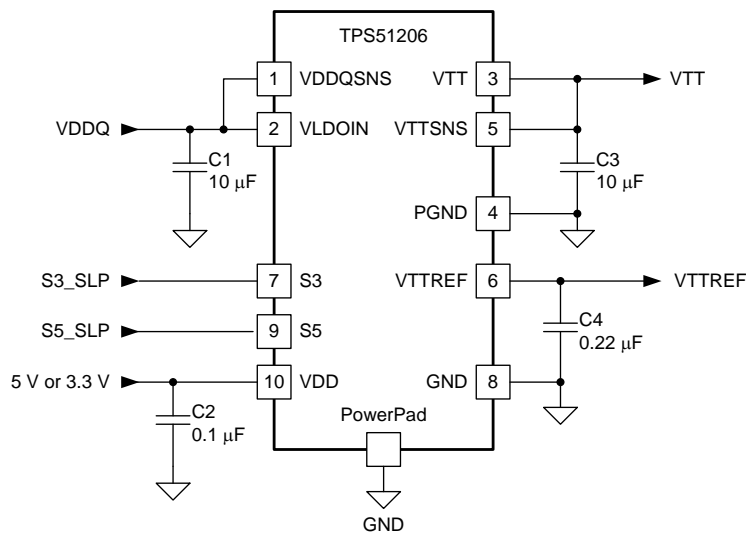 TPS51206
1 VDDQSNS
VTT 3
VTT
VDDQ
2 VLDOIN
VTTSNS 5
C1
10 μF
C3
10 μF
PGND 4
S3_SLP
7 S3
VTTREF 6
VTTREF
S5_SLP
9 S5
C4
0.22 μF
5 V or 3.3 V
10 VDD
GND 8
C2
0.1 μF
PowerPad
GND